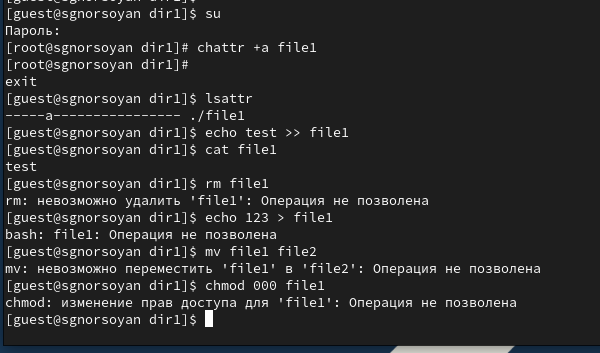 [guest@sgnorsoyan dir1]$
[guest@sgnorsoyan dir1]$ su
Пароль:
[root@sgnorsoyan dir1]# chattr +a file1
[root@sgnorsoyan dir1]#
exit
[guest@sgnorsoyan dir1]$ lsattr
-----a---------------- ./file1
[guest@sgnorsoyan dir1]$ echo test >> file1
[guest@sgnorsoyan dir1]$ cat file1
test
[guest@sgnorsoyan dir1]$ rm file1
rm: невозможно удалить 'file1': Операция не позволена
[guest@sgnorsoyan dir1]$ echo 123 > file1
bash: file1: Операция не позволена
[guest@sgnorsoyan dir1]$ mv file1 file2
mv: невозможно переместить 'file1' в 'file2': Операция не позволена
[guest@sgnorsoyan dir1]$ chmod 000 file1
chmod: изменение прав доступа для 'file1': Операция не позволена
[guest@sgnorsoyan dir1]$